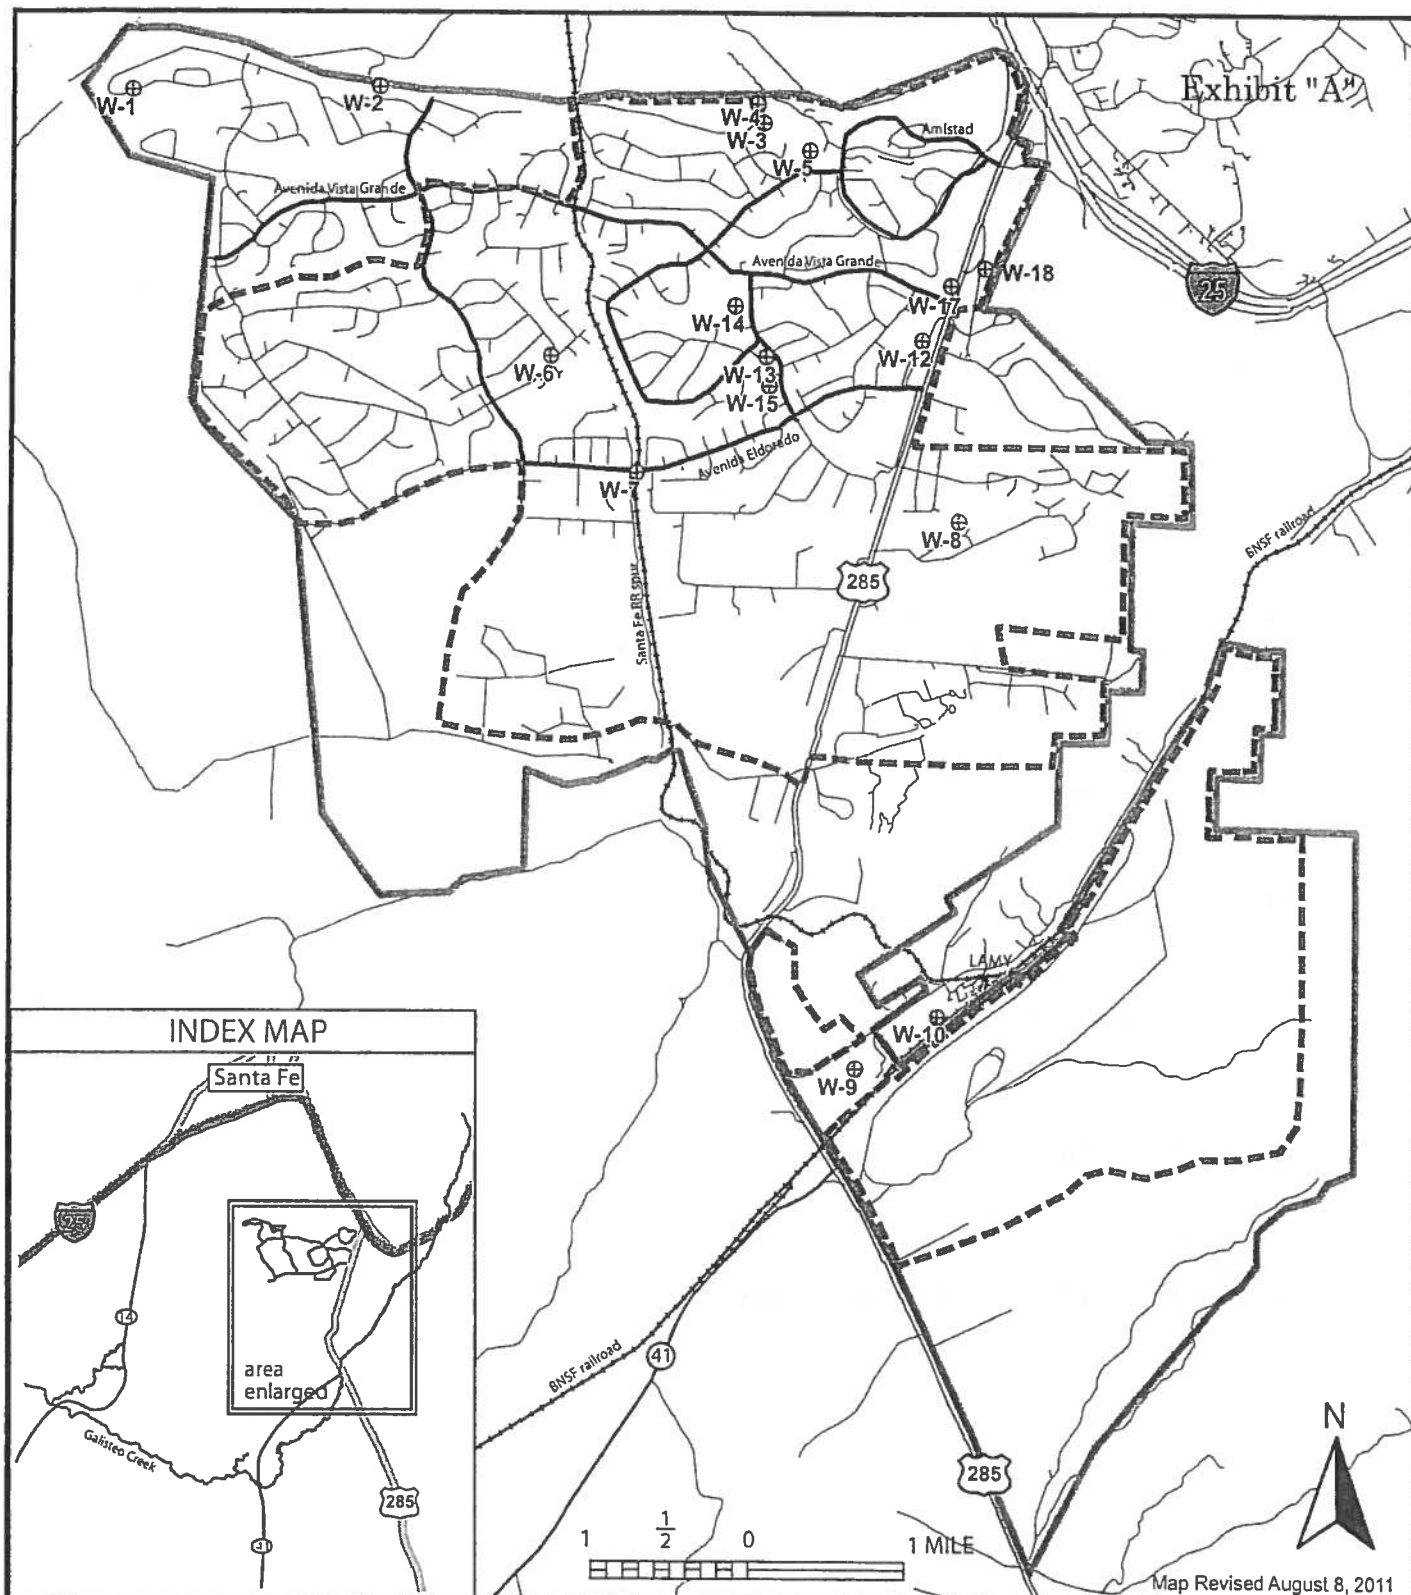 Exhibit "A"
W-1
W-2
W-4
W-3
W-5
Amistad
Avenida Vista Grande
Avenida Vista Grande
W-18
25
W-17
W-14
W-12
W-6
W-13
W-15
Avenida Eldorado
W-7
W-8
BNSF railroad
285
Santa Fe RR spur
LAMY
W-10
W-9
INDEX MAP
Santa Fe
25
14
area
enlarged
Galisteo Creek
41
285
BNSF railroad
41
285
N
1 1/2 0 1 MILE
Map Revised August 8, 2011